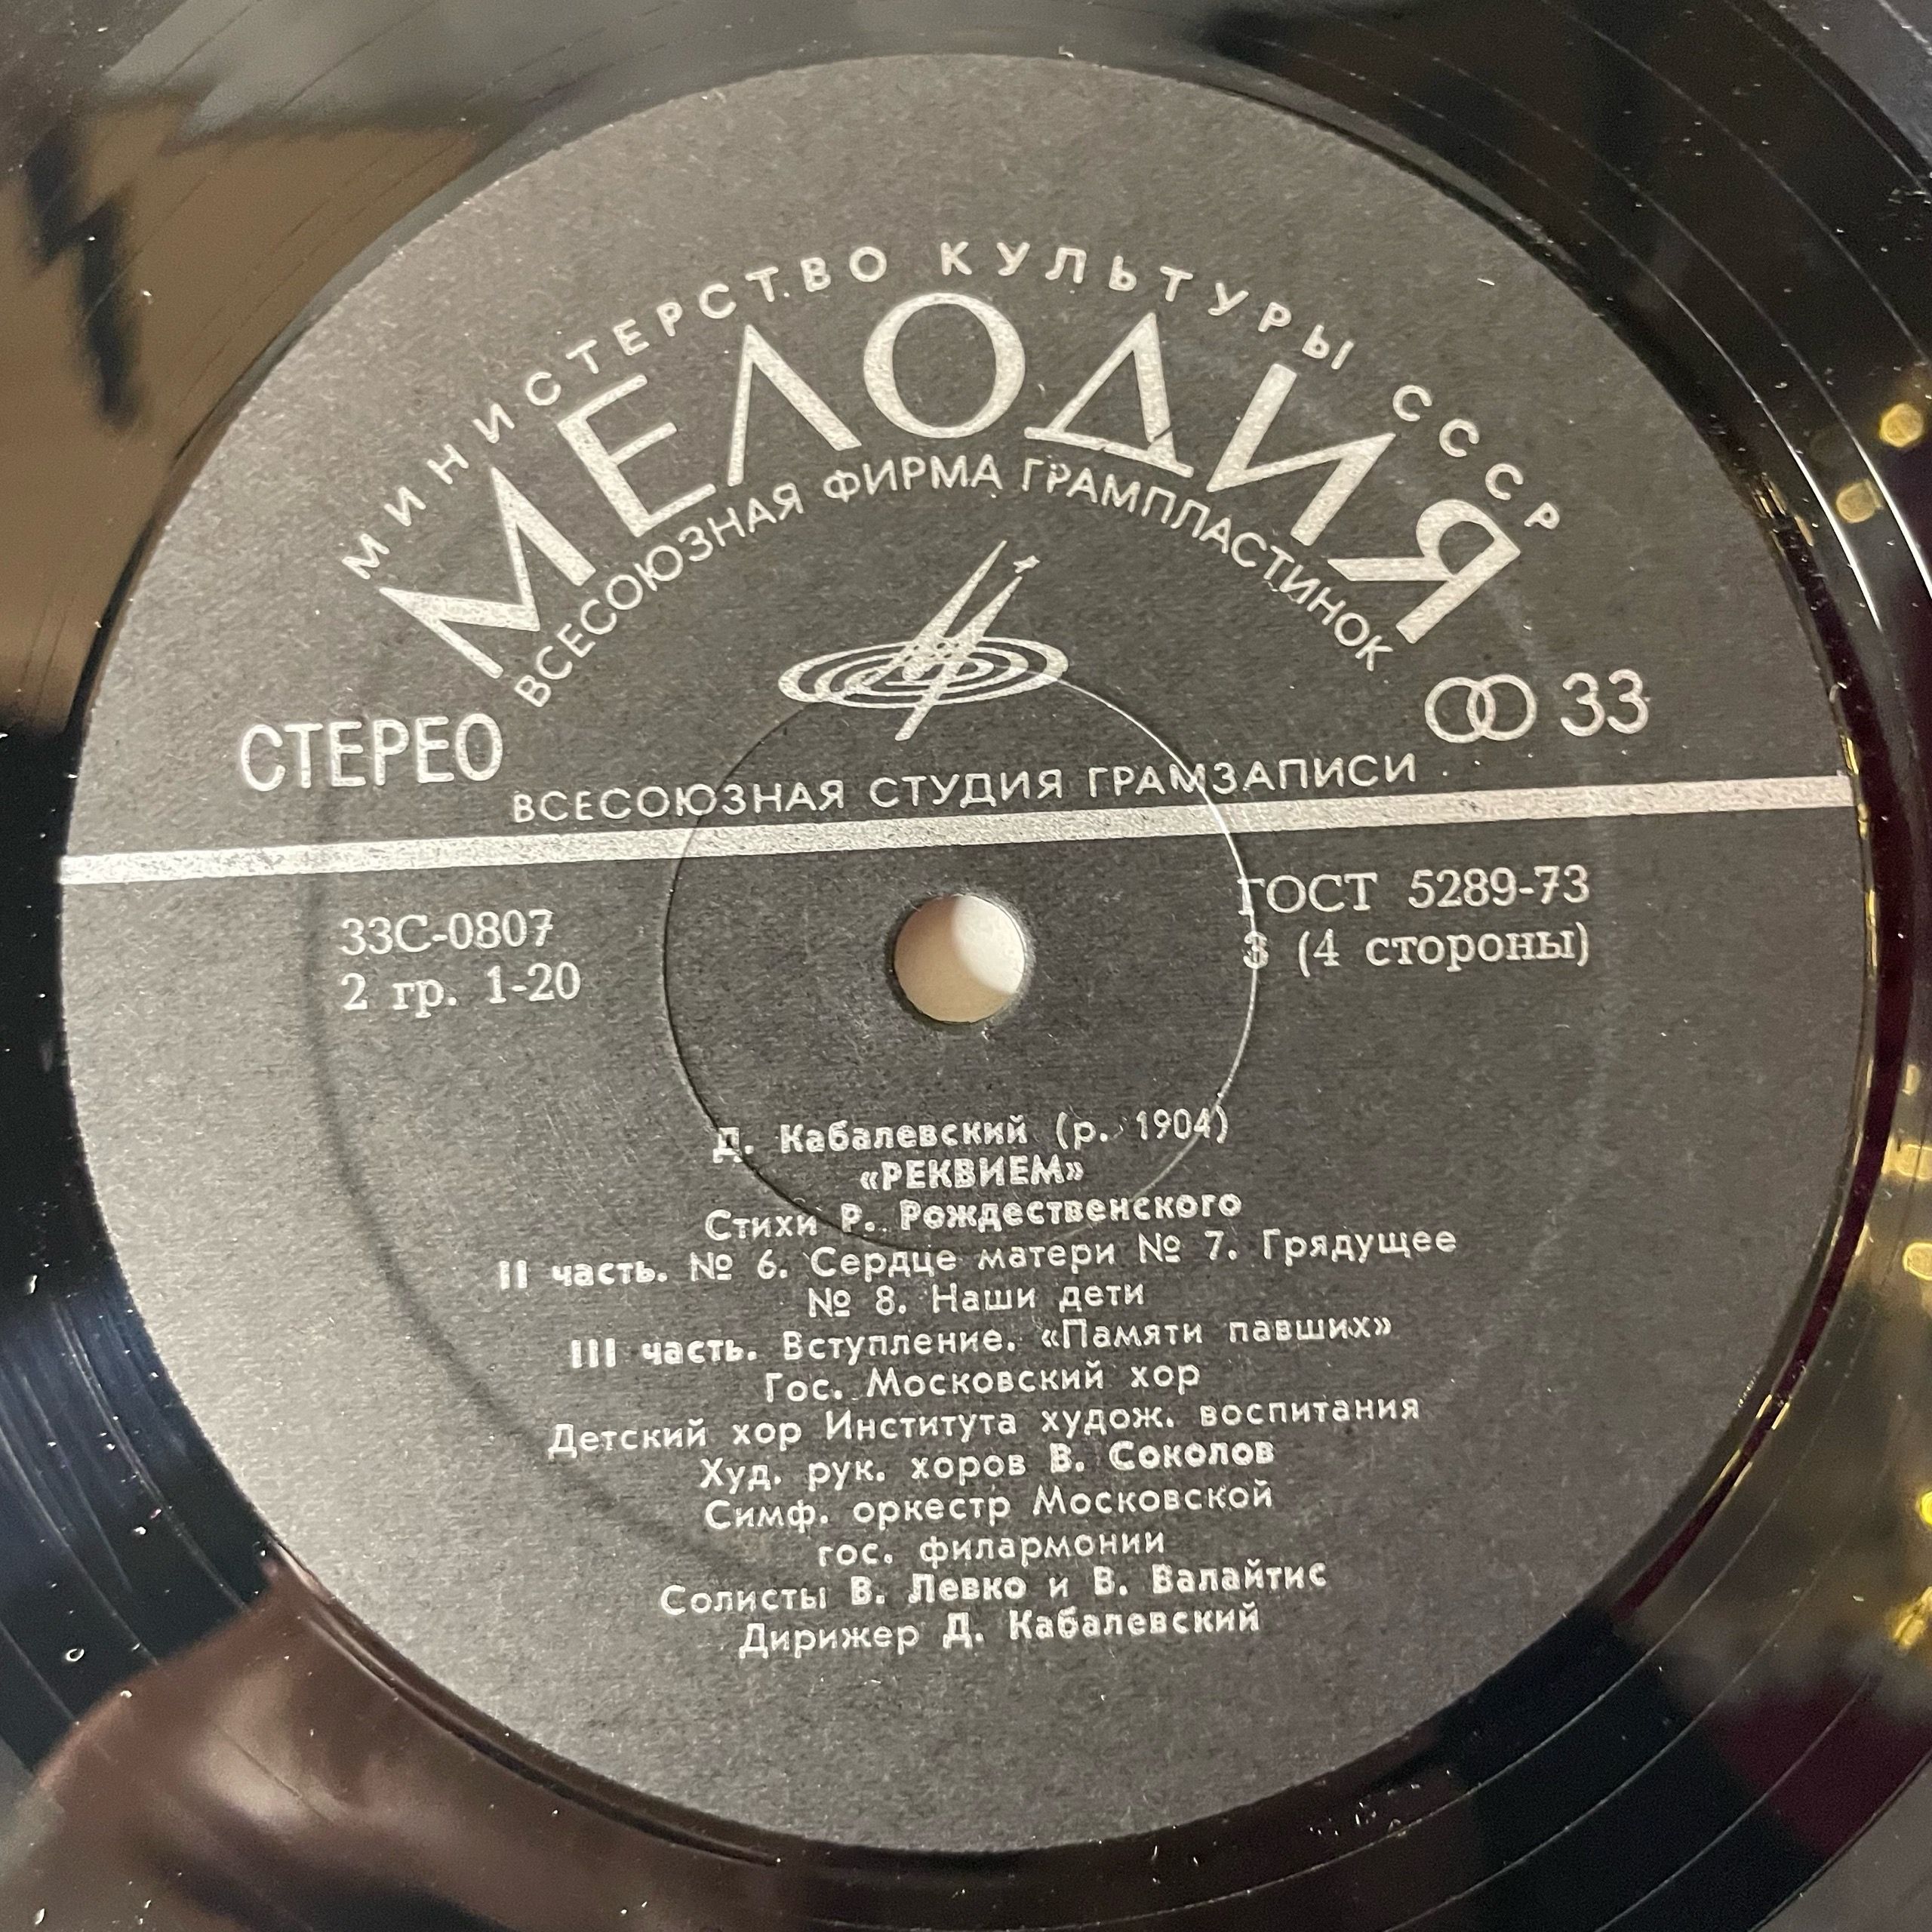 МИНИСТЕРСТВО КУЛЬТУРЫ СССР
МЕЛОДИЯ
ВСЕСОЮЗНАЯ ФИРМА ГРАМПЛАСТИНОК
СТЕРЕО
33
ВСЕСОЮЗНАЯ СТУДИЯ ГРАМЗАПИСИ
33С-0807
ГОСТ 5289-73
2 гр. 1-20
3 (4 стороны)
Д. Кабалевский (р. 1904)
«РЕКВИЕМ»
Стихи Р. Рождественского
II часть. № 6. Сердце матери № 7. Грядущее
№ 8. Наши дети
III часть. Вступление. «Памяти павших»
Гос. Московский хор
Детский хор Института худож. воспитания
Худ. рук. хоров В. Соколов
Симф. оркестр Московской
гос. филармонии
Солисты В. Левко и В. Валайтис
Дирижер Д. Кабалевский